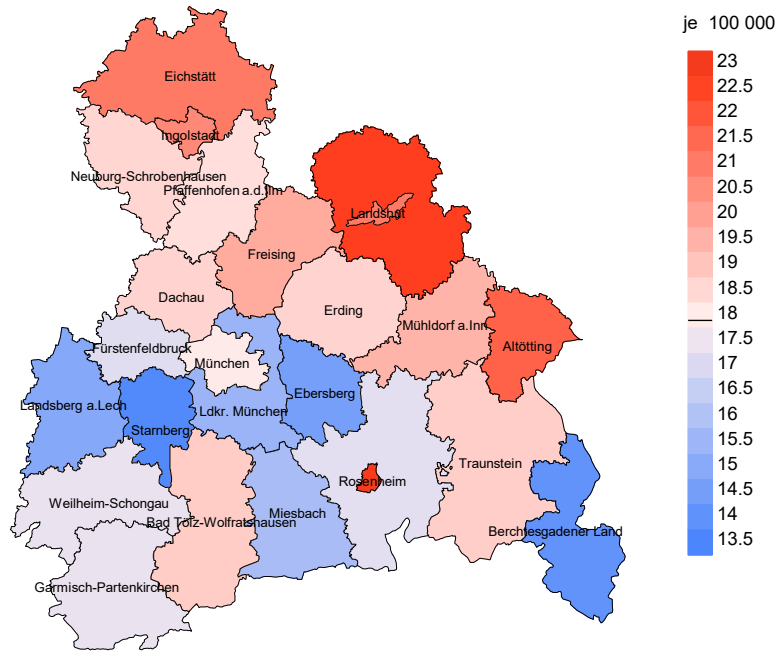 je 100 000
23
22.5
22
21.5
21
20.5
20
19.5
19
18.5
18
17.5
17
16.5
16
15.5
15
14.5
14
13.5
Eichstätt
Ingolstadt
Neuburg-Schrobenhausen
Pfaffenhofen a.d.Ilm
Landshut
Freising
Dachau
Erding
Mühldorf a.Inn
Altötting
Fürstenfeldbruck
München
Ebersberg
Landsberg a.Lech
Ldkr. München
Starnberg
Traunstein
Rosenheim
Weilheim-Schongau
Miesbach
Bad Tölz-Wolfratshausen
Berchtesgadener Land
Garmisch-Partenkirchen